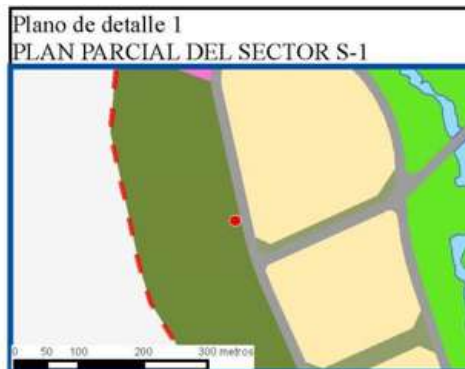 Plano de detalle 1
PLAN PARCIAL DEL SECTOR S-1
0 50 100 200 300 metros